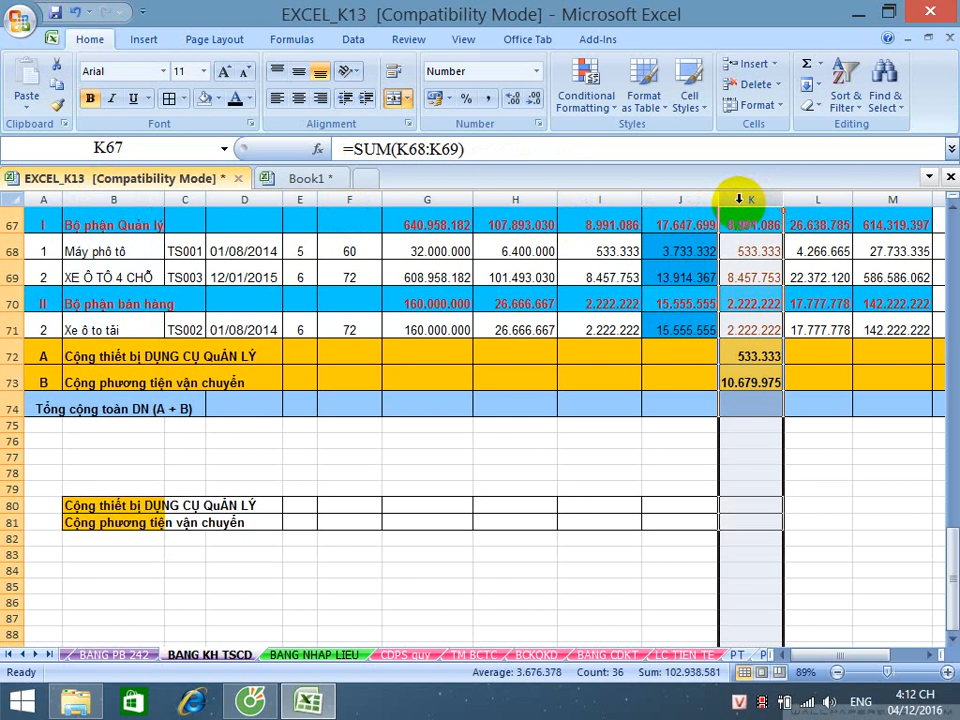 EXCEL_K13 [Compatibility Mode] - Microsoft Excel
Home Insert Page Layout Formulas Data Review View Office Tab Add-Ins
Paste Arial 11 Number Conditional Formatting Format as Table Cell Styles Insert Delete Format Sort & Filter Find & Select
B I U
Clipboard Font Alignment Number Styles Cells Editing
K67 fx =SUM(K68:K69)
EXCEL_K13 [Compatibility Mode] * Book1 *
A B C D E F G H I J K L M
67 I Bộ phận Quản lý 640.958.182 107.893.030 8.991.086 17.647.699 8.991.086 26.638.785 614.319.397
68 1 Máy phô tô TS001 01/08/2014 5 60 32.000.000 6.400.000 533.333 3.733.332 533.333 4.266.665 27.733.335
69 2 XE Ô TÔ 4 CHỖ TS003 12/01/2015 6 72 608.958.182 101.493.030 8.457.753 13.914.367 8.457.753 22.372.120 586.586.062
70 II Bộ phận bán hàng 160.000.000 26.666.667 2.222.222 15.555.555 2.222.222 17.777.778 142.222.222
71 2 Xe ô to tải TS002 01/08/2014 6 72 160.000.000 26.666.667 2.222.222 15.555.555 2.222.222 17.777.778 142.222.222
72 A Cộng thiết bị DỤNG CỤ QuẢN LÝ 533.333
73 B Cộng phương tiện vận chuyển 10.679.975
74 Tổng cộng toàn DN (A + B)
75
76
77
78
79
80 Cộng thiết bị DỤNG CỤ QuẢN LÝ
81 Cộng phương tiện vận chuyển
82
83
84
85
86
87
88
BANG PB 242 BANG KH TSCD BANG NHAP LIEU CDPS quy TM BCTC BCKQKD BANG CDKT LC TIEN TE PT
Ready Average: 3.676.378 Count: 36 Sum: 102.938.581 89%
ENG 4:12 CH
04/12/2016